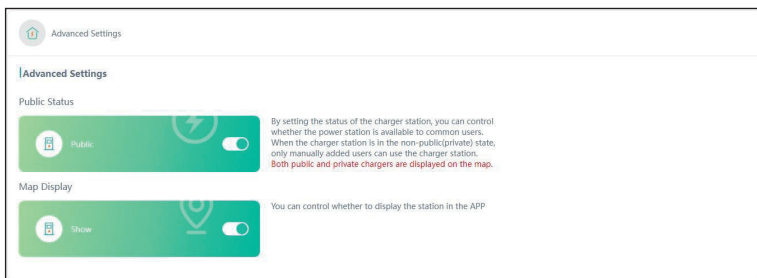 Advanced Settings
Advanced Settings
Public Status
Public
By setting the status of the charger station, you can control
whether the power station is available to common users.
When the charger station is in the non-public(private) state,
only manually added users can use the charger station.
Both public and private chargers are displayed on the map.
Map Display
Show
You can control whether to display the station in the APP